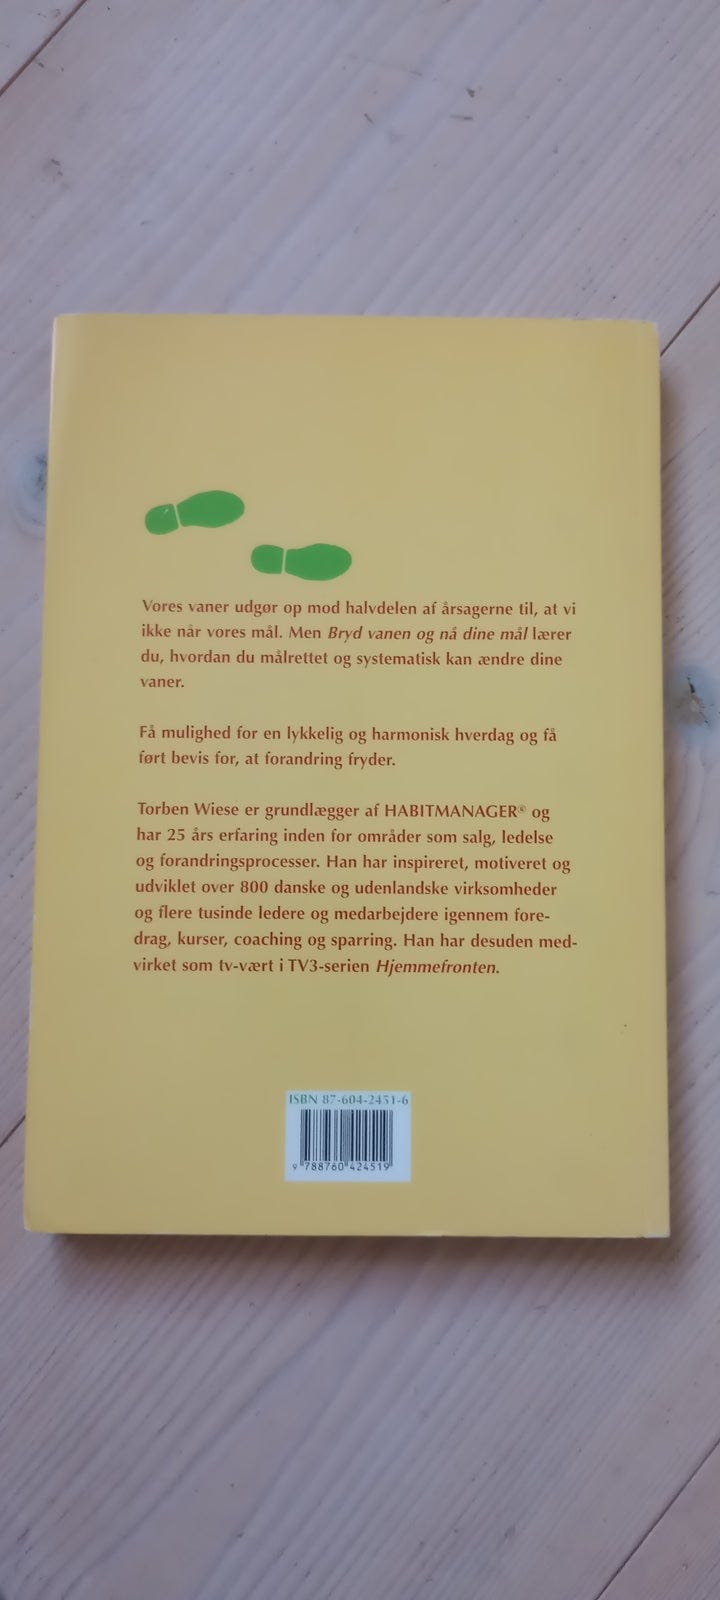 Vores vaner udgør op mod halvdelen af årsagerne til, at vi
ikke når vores mål. Men Bryd vanen og nå dine mål lærer
du, hvordan du målrettet og systematisk kan ændre dine
vaner.
Få mulighed for en lykkelig og harmonisk hverdag og få
ført bevis for, at forandring fryder.
Torben Wiese er grundlægger af HABITMANAGER® og
har 25 års erfaring inden for områder som salg, ledelse
og forandringsprocesser. Han har inspireret, motiveret og
udviklet over 800 danske og udenlandske virksomheder
og flere tusinde ledere og medarbejdere igennem fore-
drag, kurser, coaching og sparring. Han har desuden med-
virket som tv-vært i TV3-serien Hjemmefronten.
ISBN 87-604-2451-6
9 788760 424519